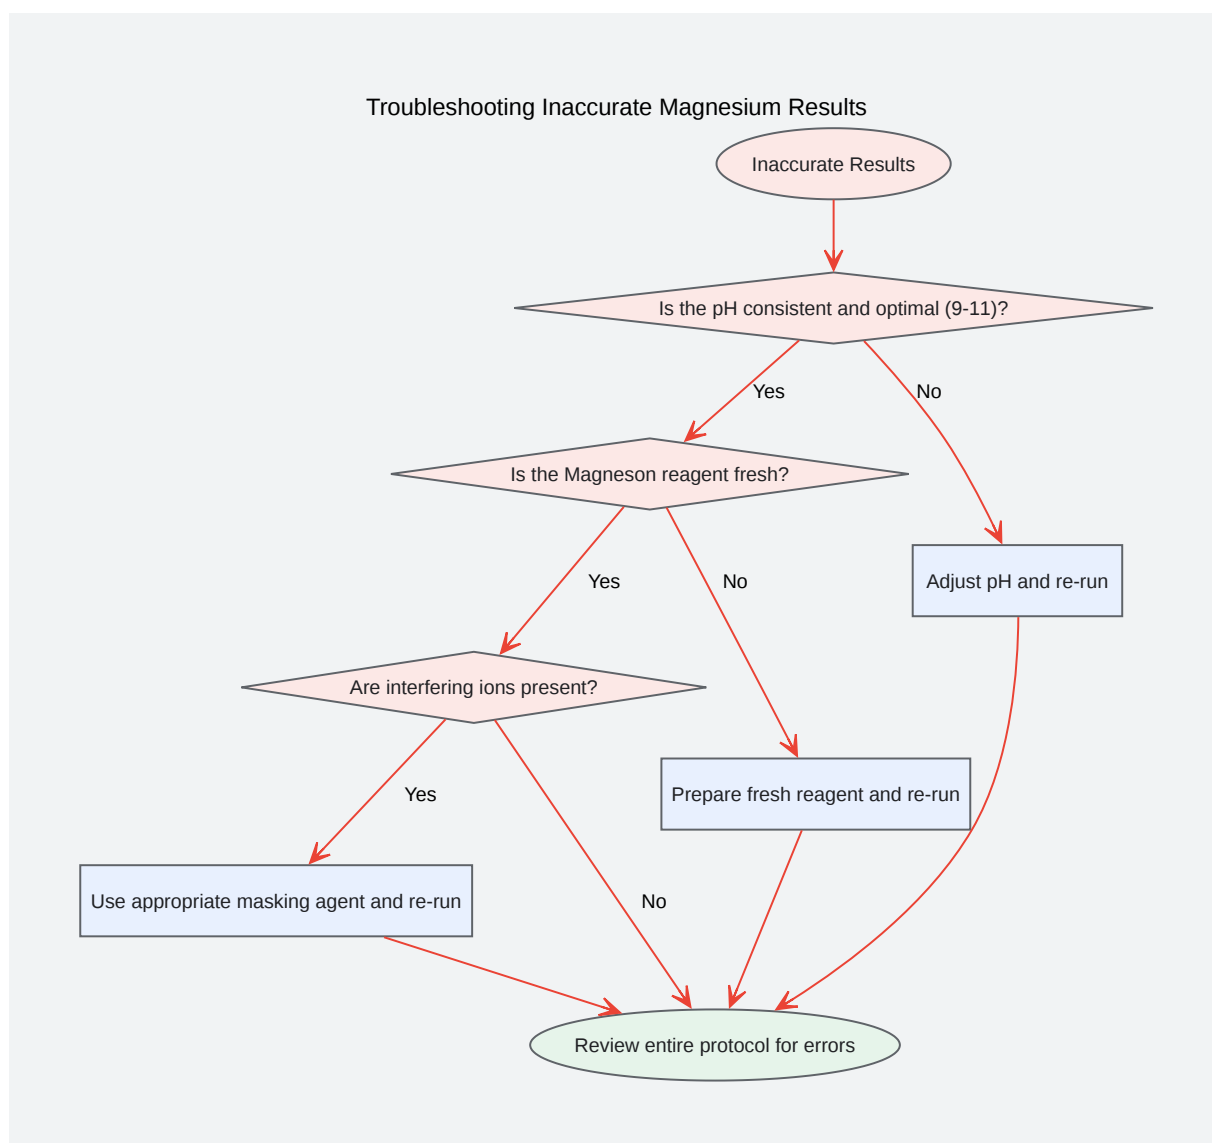 Troubleshooting Inaccurate Magnesium Results
Inaccurate Results
Is the pH consistent and optimal (9-11)?
Yes
No
Is the Magneson reagent fresh?
Yes
No
Adjust pH and re-run
Are interfering ions present?
Yes
Prepare fresh reagent and re-run
Use appropriate masking agent and re-run
No
Review entire protocol for errors